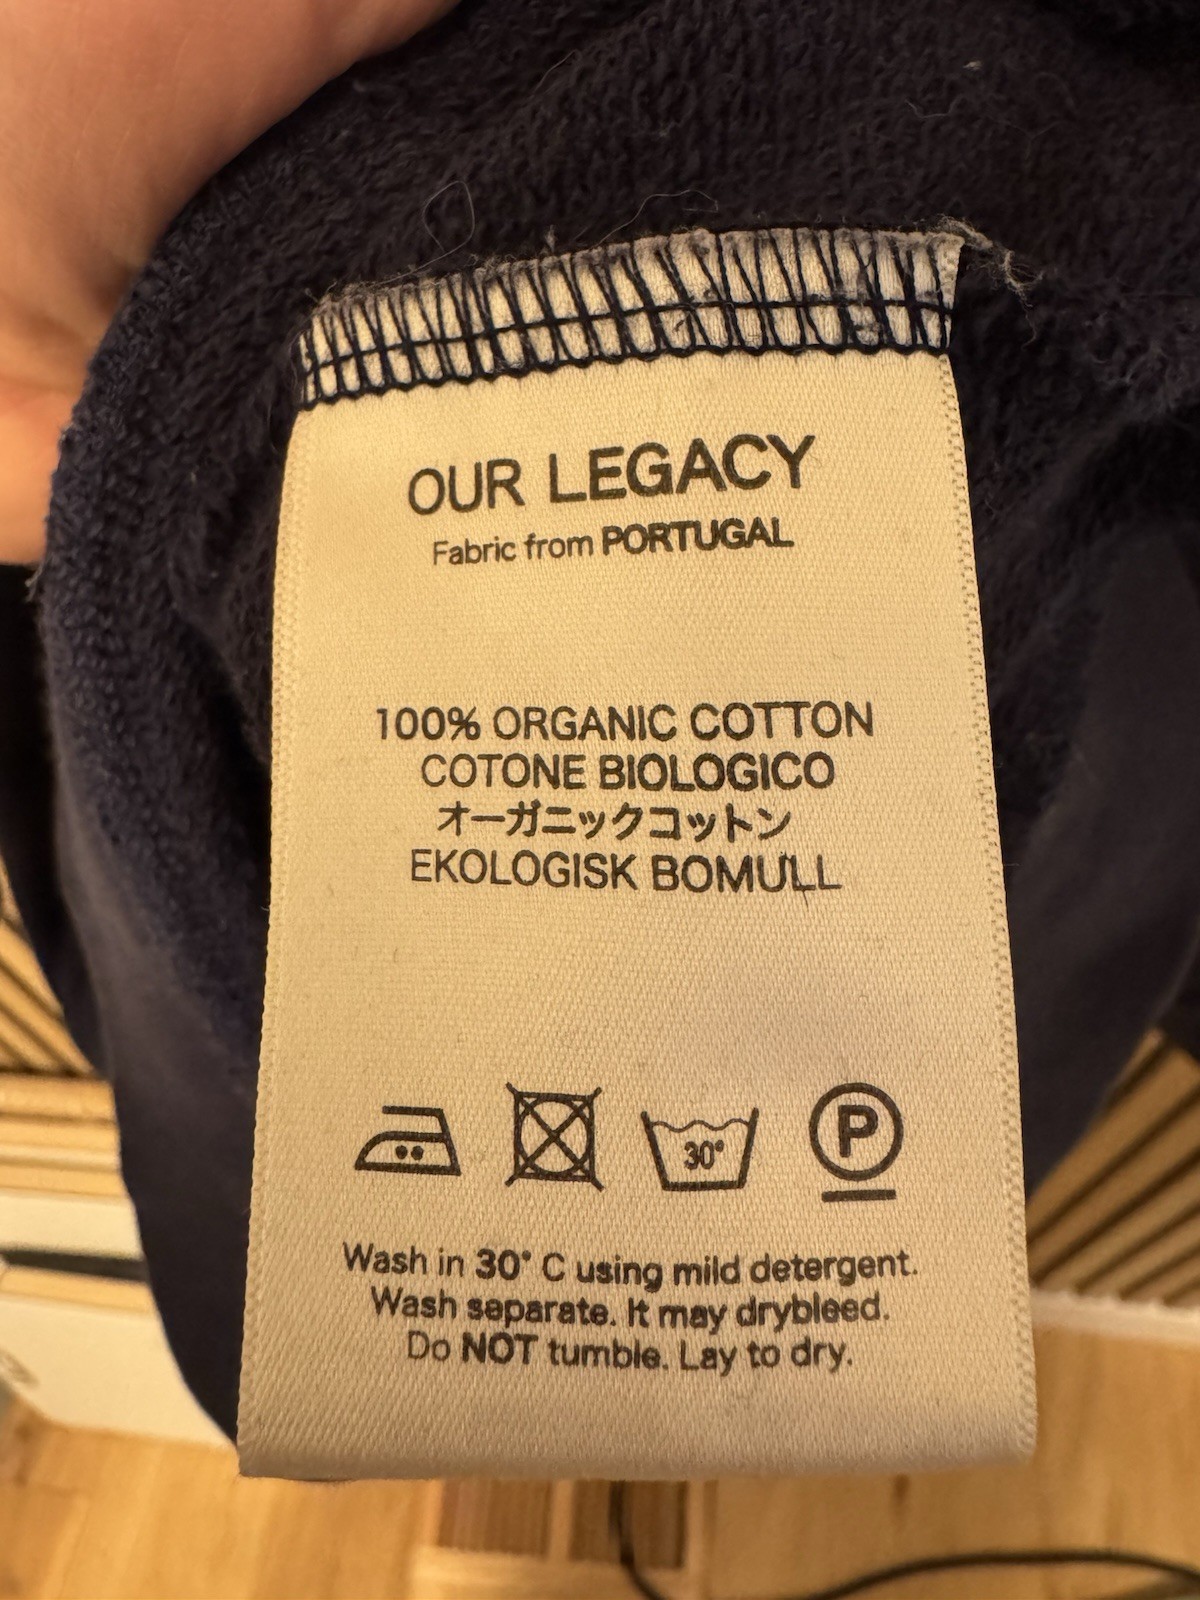 OUR LEGACY
Fabric from PORTUGAL
100% ORGANIC COTTON
COTONE BIOLOGICO
オーガニックコットン
EKOLOGISK BOMULL
30°
P
Wash in 30° C using mild detergent.
Wash separate. It may drybleed.
Do NOT tumble. Lay to dry.